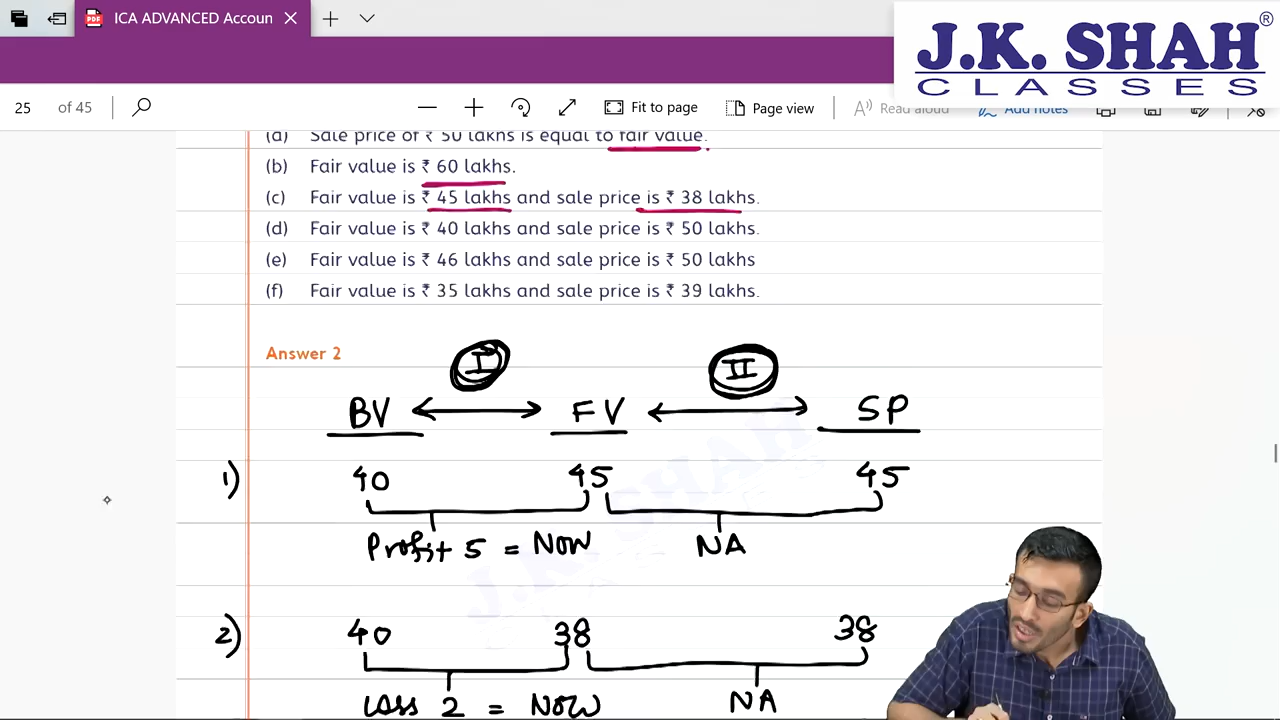 ICA ADVANCED Accoun
J.K. SHAH®
CLASSES
25 of 45
Fit to page
Page view
Read aloud
Add notes
(a) Sale price of ₹ 50 lakhs is equal to fair value.
(b) Fair value is ₹ 60 lakhs.
(c) Fair value is ₹ 45 lakhs and sale price is ₹ 38 lakhs.
(d) Fair value is ₹ 40 lakhs and sale price is ₹ 50 lakhs.
(e) Fair value is ₹ 46 lakhs and sale price is ₹ 50 lakhs
(f) Fair value is ₹ 35 lakhs and sale price is ₹ 39 lakhs.
Answer 2
I II
BV FV SP
1) 40 45 45
Profit 5 = Now NA
2) 40 38 38
Loss 2 = Now NA
J.K. SHAH